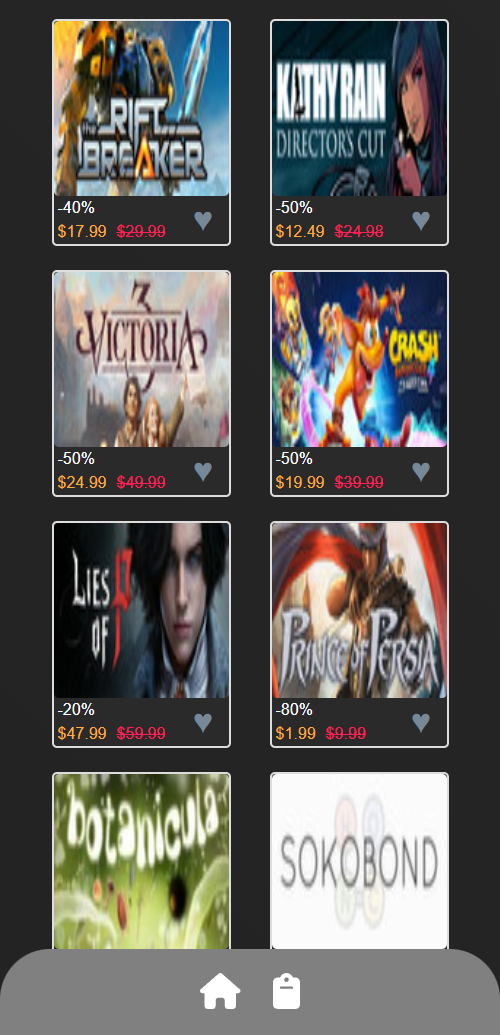 the RIFT
BREAKER
-40%
$17.99 $29.99
KATHY RAIN
DIRECTOR'S CUT
-50%
$12.49 $24.98
VICTORIA
3
-50%
$24.99 $49.99
CRASH
-50%
$19.99 $39.99
LIES
OF P
-20%
$47.99 $59.99
PRINCE OF PERSIA
-80%
$1.99 $9.99
botanicula
SOKOBOND